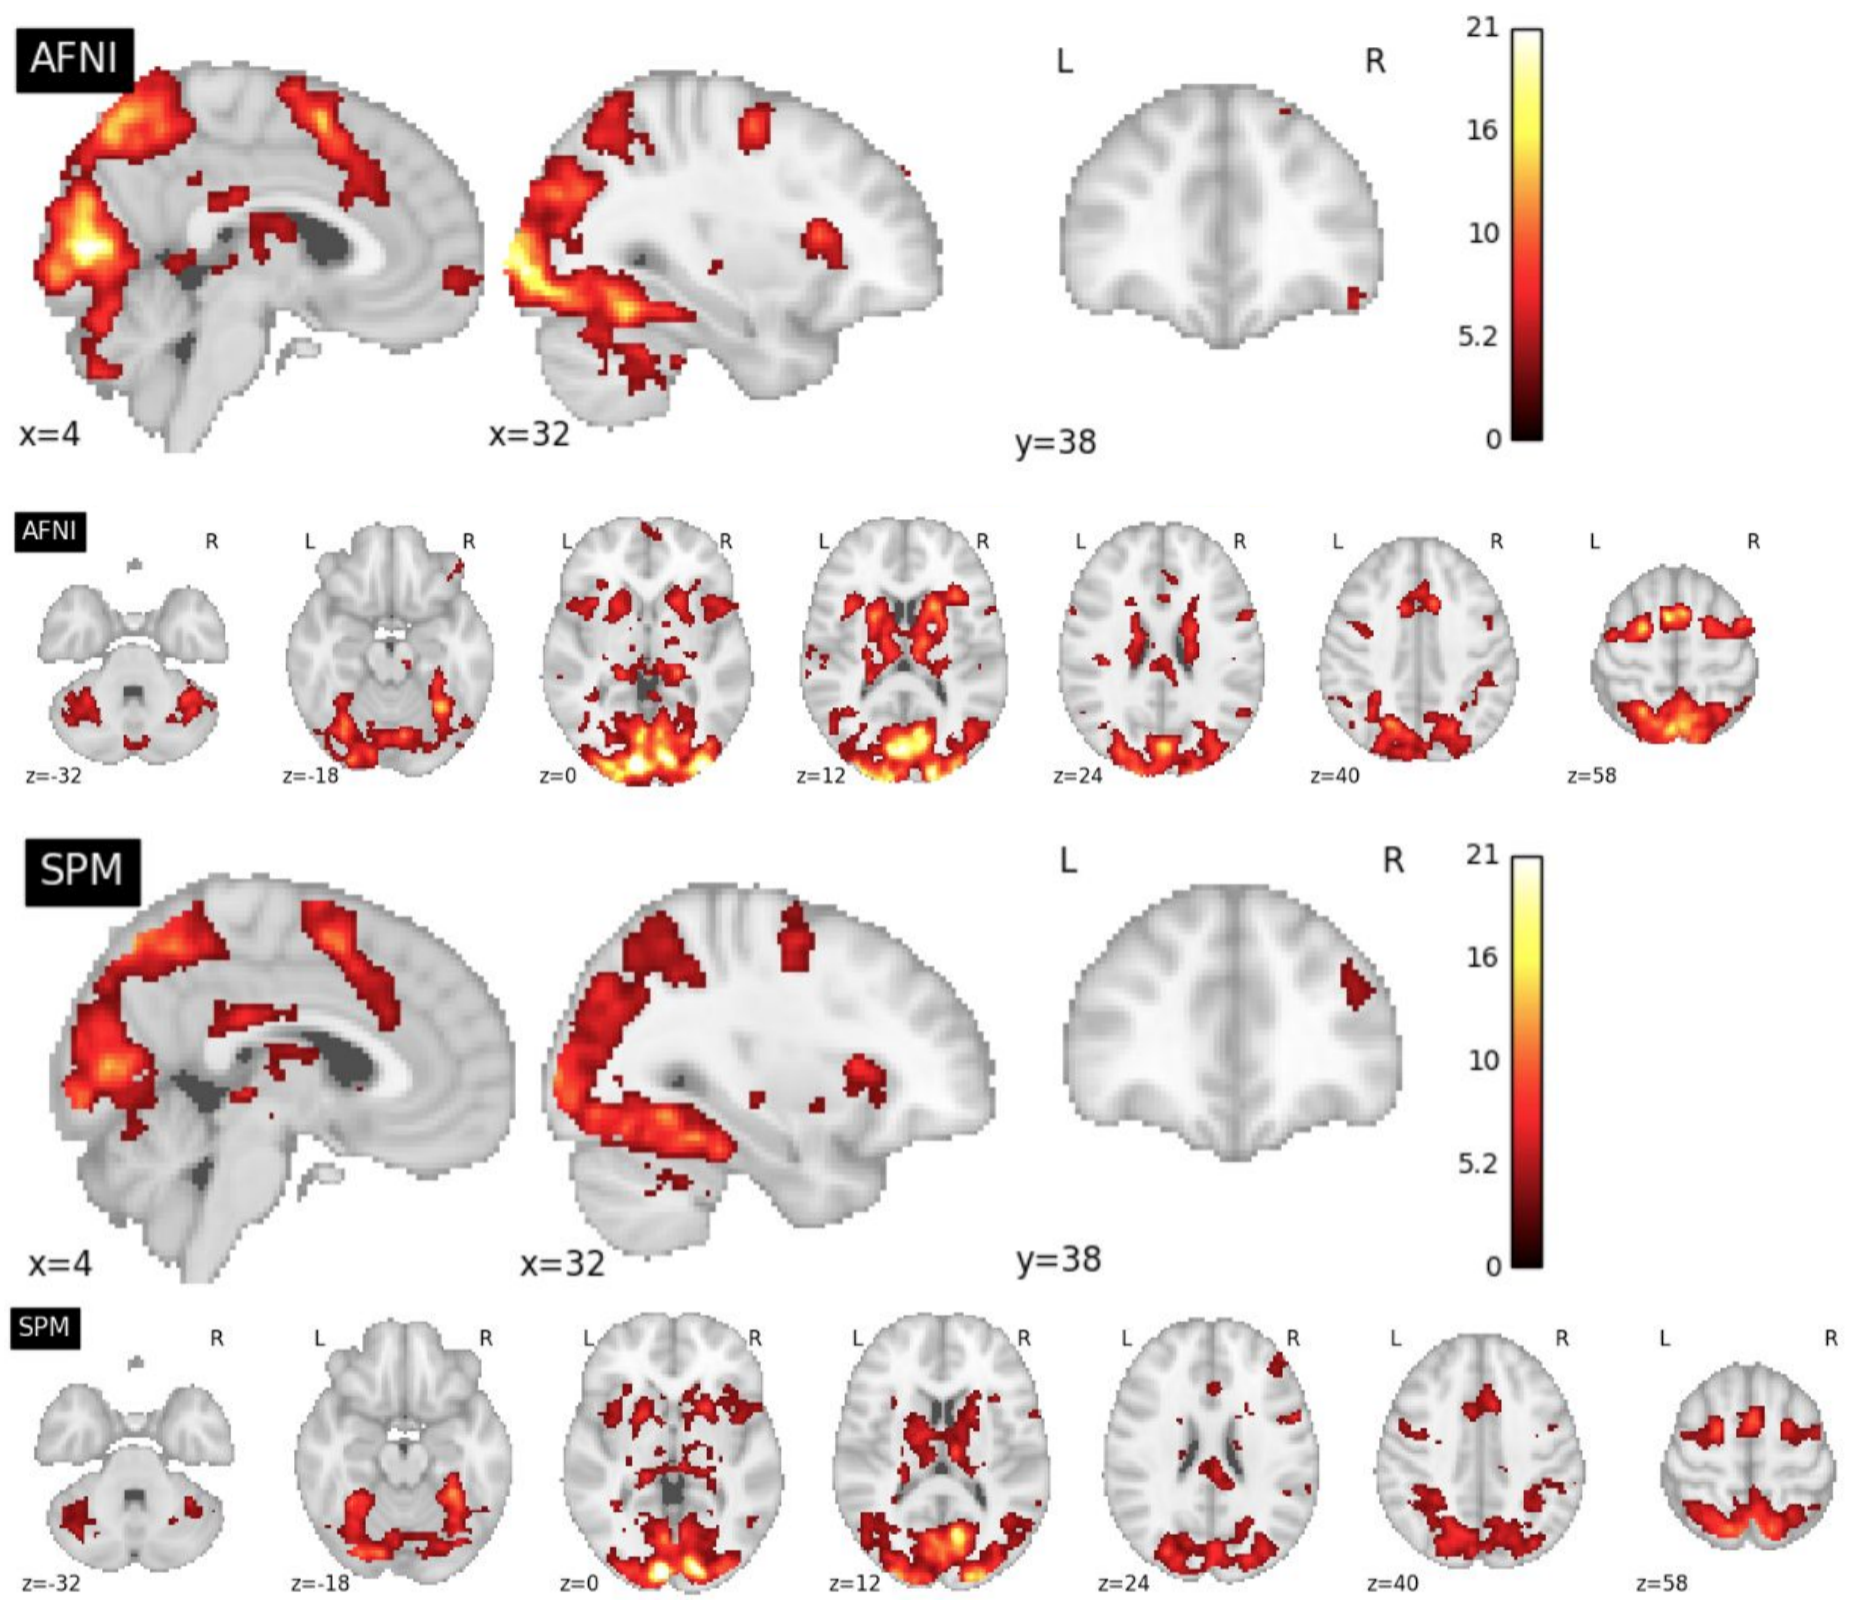 AFNI
L R
21
16
10
5.2
0
x=4 x=32 y=38
AFNI
R L R L R L R L R L R L R
z=-32 z=-18 z=0 z=12 z=24 z=40 z=58
SPM
L R
21
16
10
5.2
0
x=4 x=32 y=38
SPM
R L R L R L R L R L R L R
z=-32 z=-18 z=0 z=12 z=24 z=40 z=58